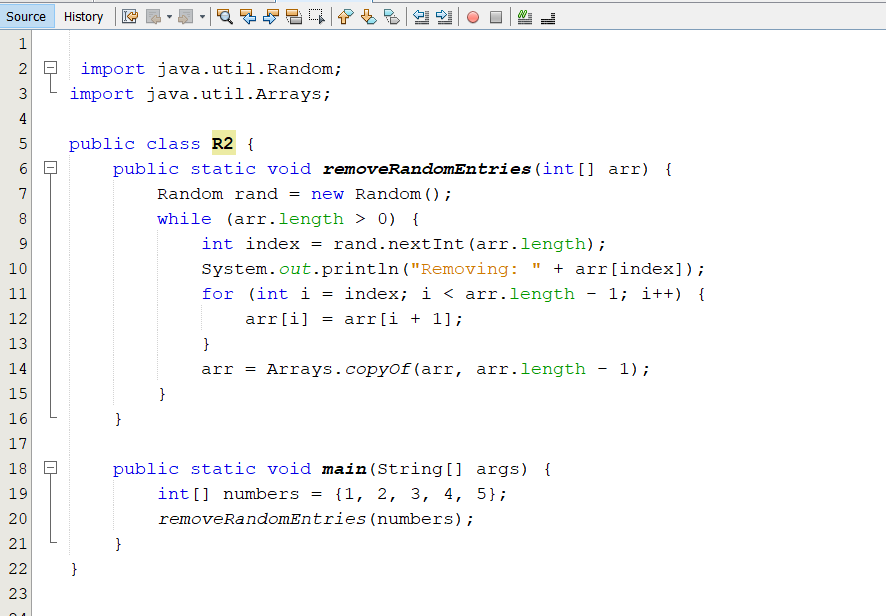 Source History
1
2 import java.util.Random;
3 import java.util.Arrays;
4
5 public class R2 {
6 public static void removeRandomEntries(int[] arr) {
7 Random rand = new Random();
8 while (arr.length > 0) {
9 int index = rand.nextInt(arr.length);
10 System.out.println("Removing: " + arr[index]);
11 for (int i = index; i < arr.length - 1; i++) {
12 arr[i] = arr[i + 1];
13 }
14 arr = Arrays.copyOf(arr, arr.length - 1);
15 }
16 }
17
18 public static void main(String[] args) {
19 int[] numbers = {1, 2, 3, 4, 5};
20 removeRandomEntries(numbers);
21 }
22 }
23